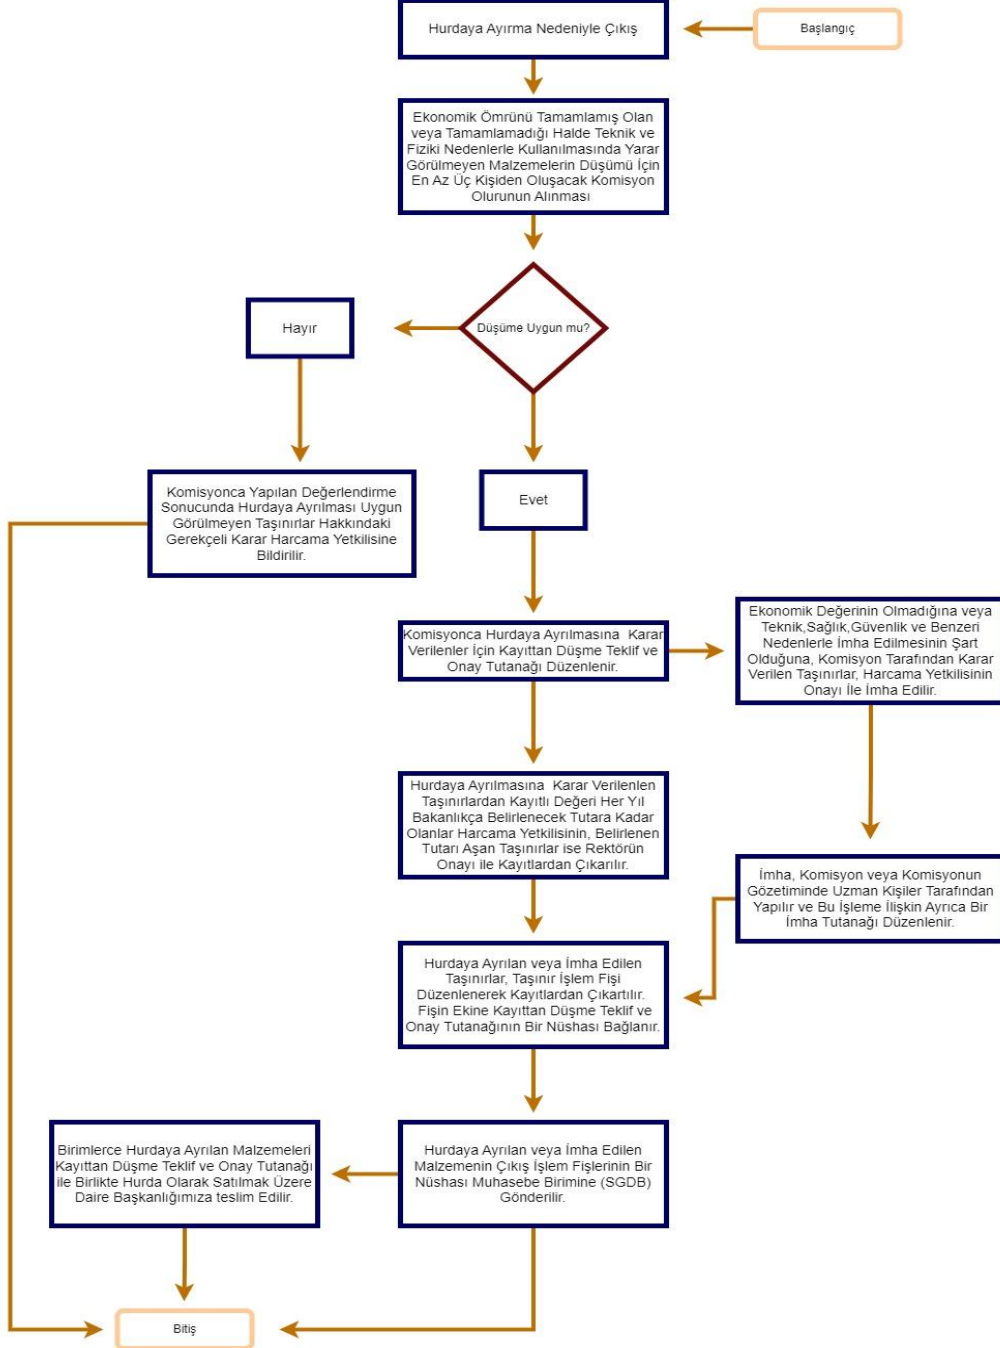 Hurdaya Ayırma Nedeniyle Çıkış
Başlangıç
Ekonomik Ömrünü Tamamlamış Olan
veya Tamamlamadığı Halde Teknik ve
Fiziki Nedenlerle Kullanılmasında Yarar
Görülmeyen Malzemelerin Düşümü İçin
En Az Üç Kişiden Oluşacak Komisyon
Olurunun Alınması
Düşüme Uygun mu?
Hayır
Evet
Komisyonca Yapılan Değerlendirme
Sonucunda Hurdaya Ayrılması Uygun
Görülmeyen Taşınırlar Hakkındaki
Gerekçeli Karar Harcama Yetkilisine
Bildirilir.
Komisyonca Hurdaya Ayrılmasına Karar
Verilenler İçin Kayıttan Düşme Teklif ve
Onay Tutanağı Düzenlenir.
Ekonomik Değerinin Olmadığına veya
Teknik,Sağlık,Güvenlik ve Benzeri
Nedenlerle İmha Edilmesinin Şart
Olduğuna, Komisyon Tarafından Karar
Verilen Taşınırlar, Harcama Yetkilisinin
Onayı İle İmha Edilir.
Hurdaya Ayrılmasına Karar Verilenlen
Taşınırlardan Kayıtlı Değeri Her Yıl
Bakanlıkça Belirlenecek Tutara Kadar
Olanlar Harcama Yetkilisinin, Belirlenen
Tutarı Aşan Taşınırlar ise Rektörün
Onayı ile Kayıtlardan Çıkarılır.
İmha, Komisyon veya Komisyonun
Gözetiminde Uzman Kişiler Tarafından
Yapılır ve Bu İşleme İlişkin Ayrıca Bir
İmha Tutanağı Düzenlenir.
Hurdaya Ayrılan veya İmha Edilen
Taşınırlar, Taşınır İşlem Fişi
Düzenlenerek Kayıtlardan Çıkartılır.
Fişin Ekine Kayıttan Düşme Teklif ve
Onay Tutanağının Bir Nüshası Bağlanır.
Birimlerce Hurdaya Ayrılan Malzemeleri
Kayıttan Düşme Teklif ve Onay Tutanağı
ile Birlikte Hurda Olarak Satılmak Üzere
Daire Başkanlığımıza teslim Edilir.
Hurdaya Ayrılan veya İmha Edilen
Malzemenin Çıkış İşlem Fişlerinin Bir
Nüshası Muhasebe Birimine (SGDB)
Gönderilir.
Bitiş